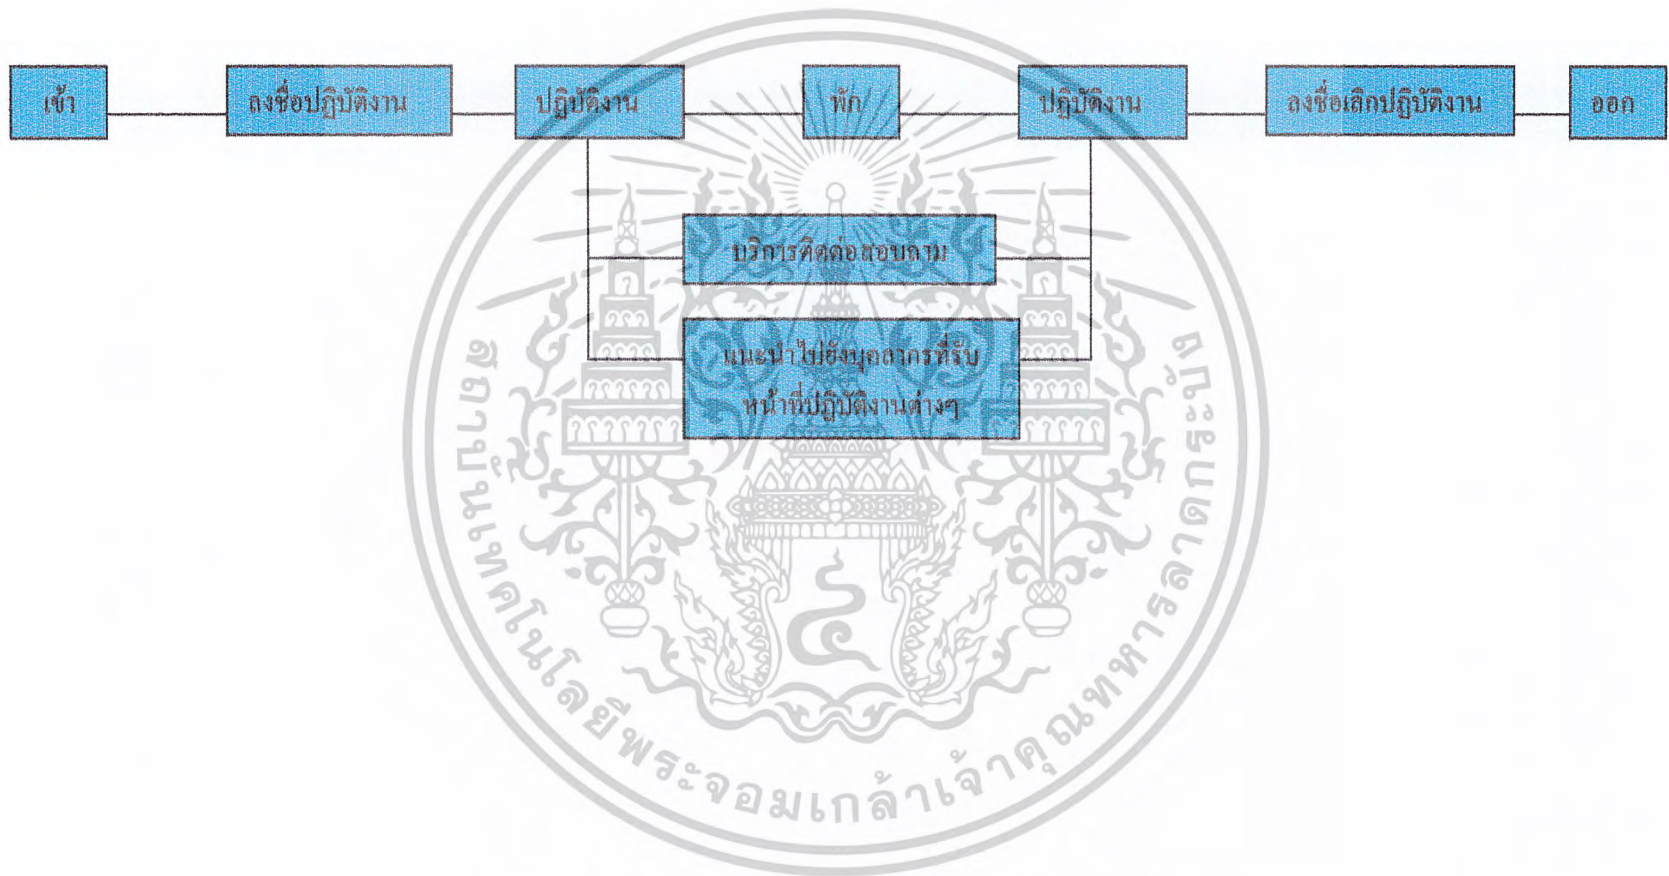 เข้า
ลงชื่อปฏิบัติงาน
ปฏิบัติงาน
พัก
ปฏิบัติงาน
ลงชื่อเลิกปฏิบัติงาน
ออก
บริการติดต่อสอบถาม
แนะนำไปยังบุคลากรที่รับ
หน้าที่ปฏิบัติงานต่างๆ
สถาบันเทคโนโลยีพระจอมเกล้าเจ้าคุณทหารลาดกระบัง